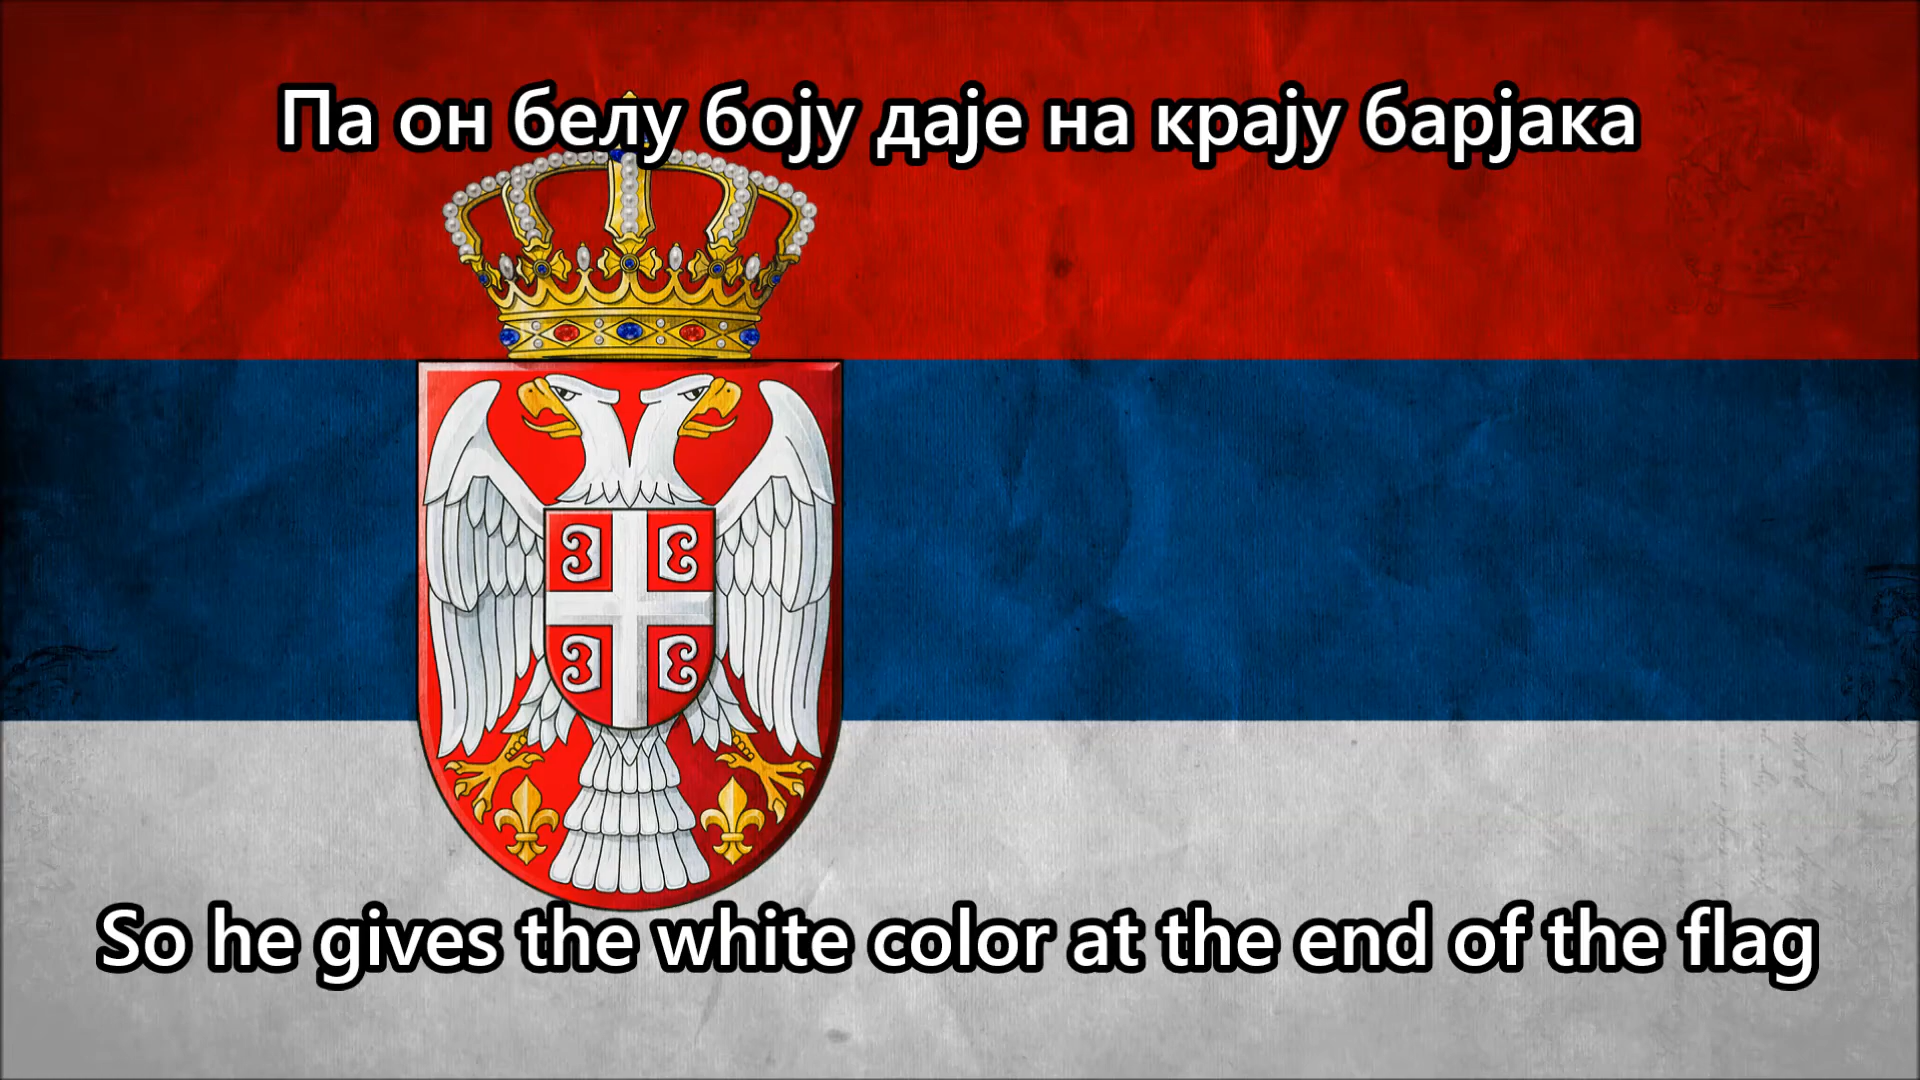 Па он белу боју даје на крају барјака
So he gives the white color at the end of the flag